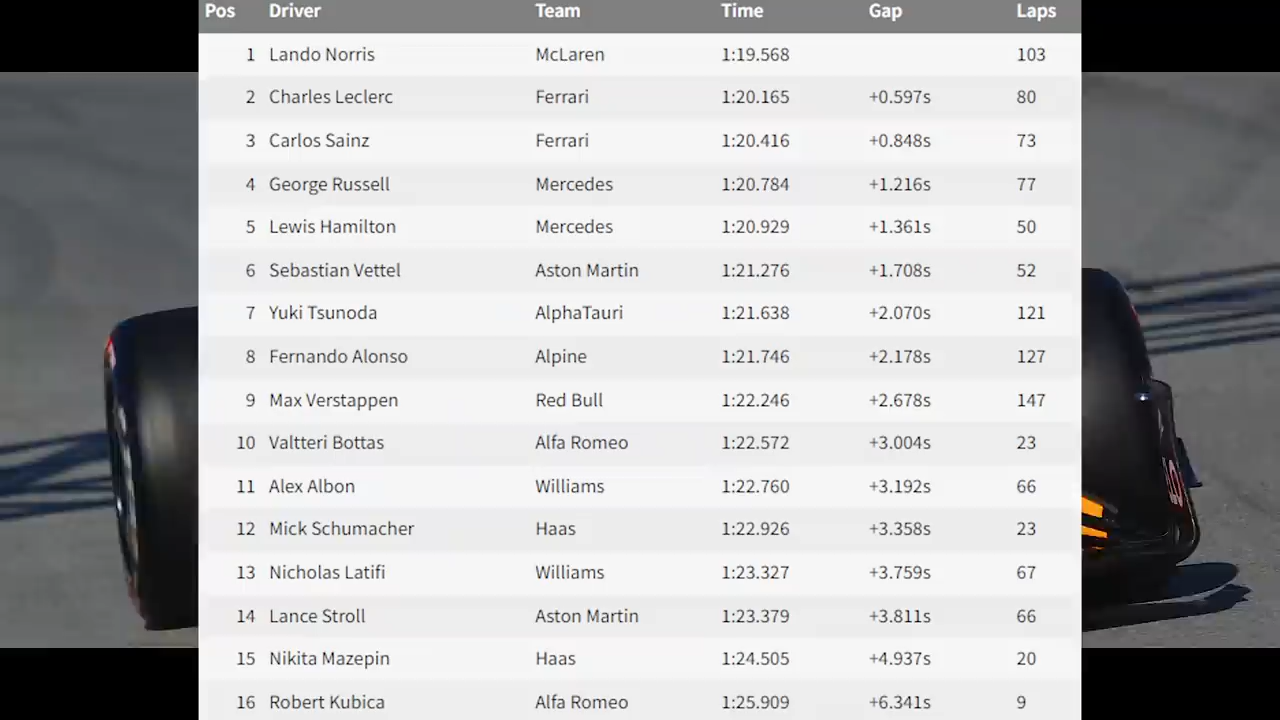 Pos Driver Team Time Gap Laps
1 Lando Norris McLaren 1:19.568 103
2 Charles Leclerc Ferrari 1:20.165 +0.597s 80
3 Carlos Sainz Ferrari 1:20.416 +0.848s 73
4 George Russell Mercedes 1:20.784 +1.216s 77
5 Lewis Hamilton Mercedes 1:20.929 +1.361s 50
6 Sebastian Vettel Aston Martin 1:21.276 +1.708s 52
7 Yuki Tsunoda AlphaTauri 1:21.638 +2.070s 121
8 Fernando Alonso Alpine 1:21.746 +2.178s 127
9 Max Verstappen Red Bull 1:22.246 +2.678s 147
10 Valtteri Bottas Alfa Romeo 1:22.572 +3.004s 23
11 Alex Albon Williams 1:22.760 +3.192s 66
12 Mick Schumacher Haas 1:22.926 +3.358s 23
13 Nicholas Latifi Williams 1:23.327 +3.759s 67
14 Lance Stroll Aston Martin 1:23.379 +3.811s 66
15 Nikita Mazepin Haas 1:24.505 +4.937s 20
16 Robert Kubica Alfa Romeo 1:25.909 +6.341s 9